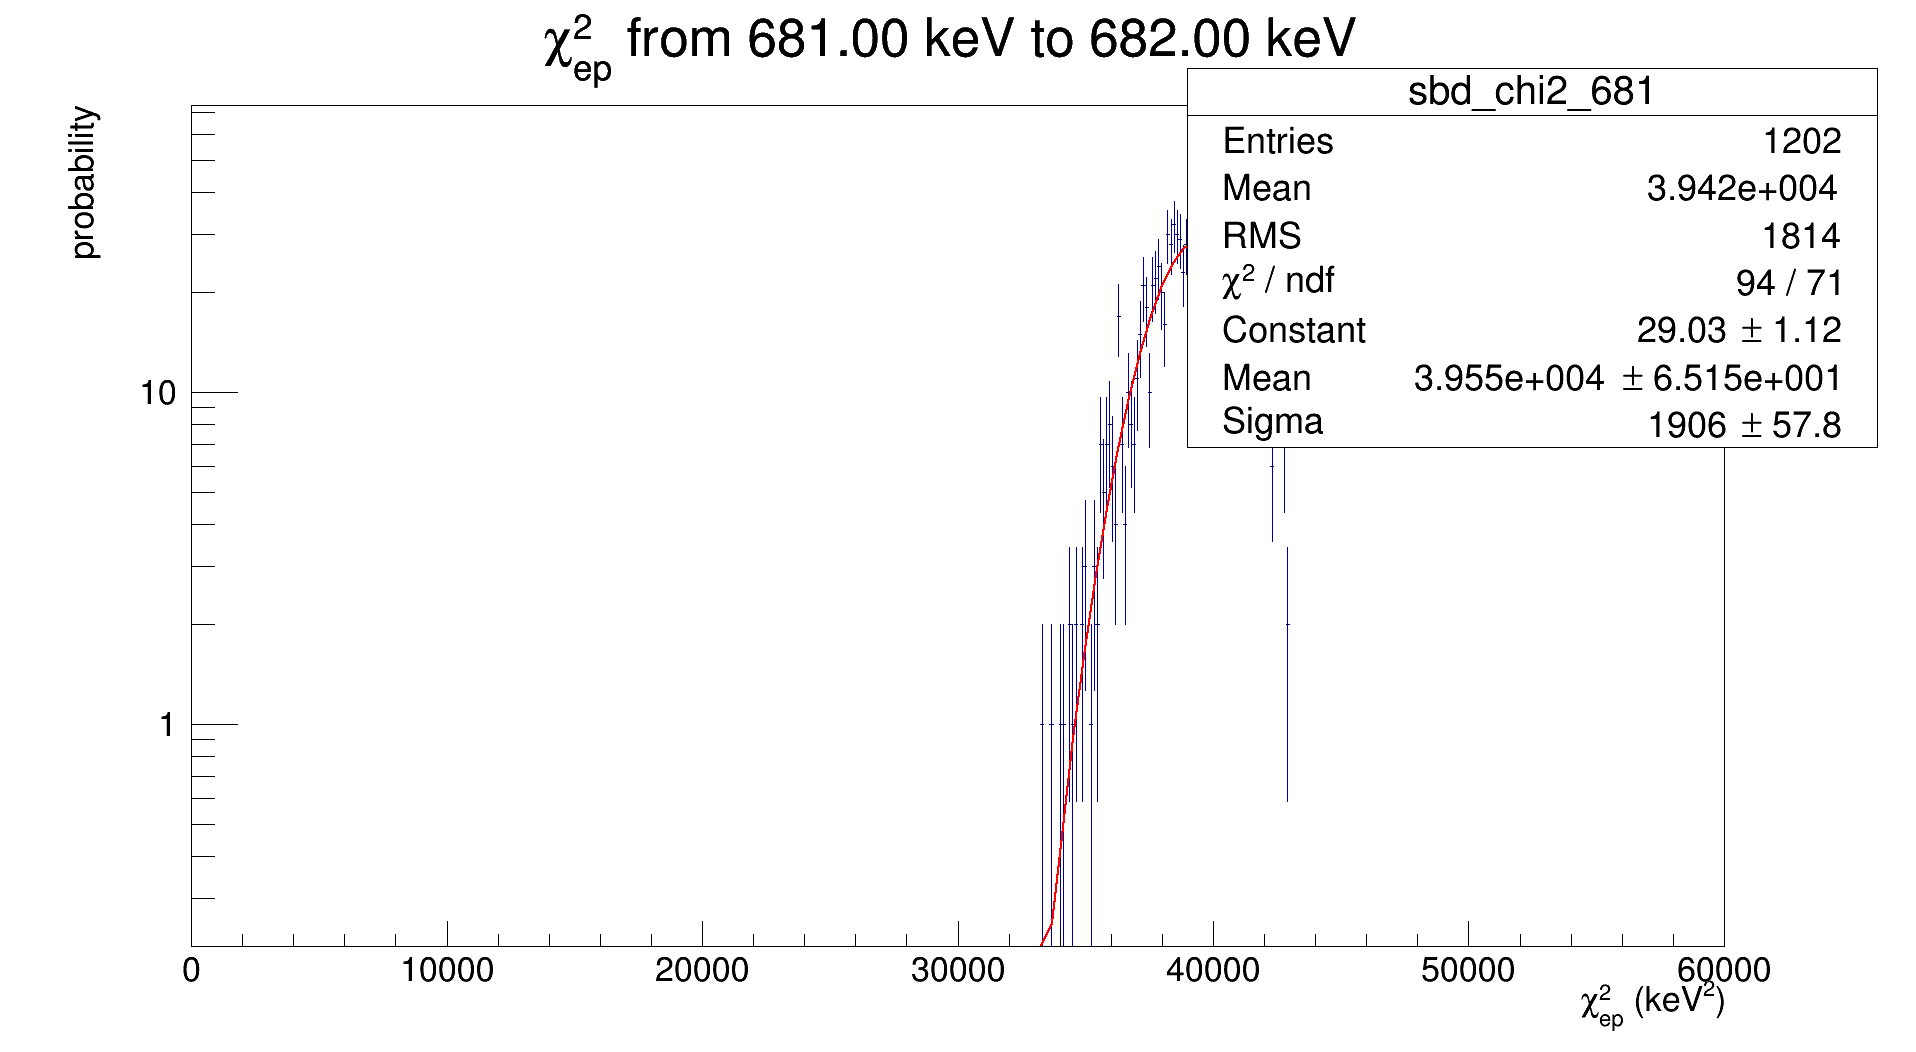 χ²ep from 681.00 keV to 682.00 keV
probability
sbd_chi2_681
Entries 1202
Mean 3.942e+004
RMS 1814
χ² / ndf 94 / 71
Constant 29.03 ± 1.12
Mean 3.955e+004 ± 6.515e+001
Sigma 1906 ± 57.8
10
1
0 10000 20000 30000 40000 50000 60000
χ²ep (keV²)